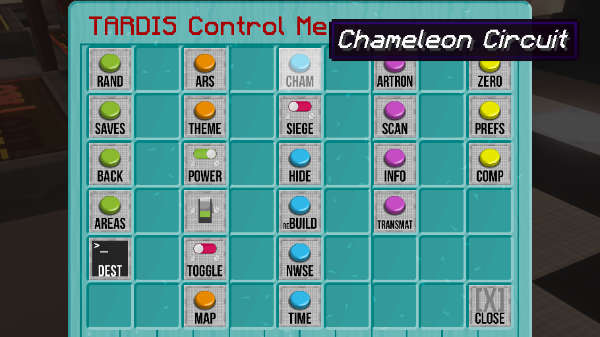 TARDIS Control Me
Chameleon Circuit
RAND ARS CHAM ARTRON ZERO
SAVES THEME SIEGE SCAN PREFS
BACK POWER HIDE INFO COMP
AREAS reBUILD TRANSMAT
>_ DEST TOGGLE NWSE
MAP TIME [X] CLOSE